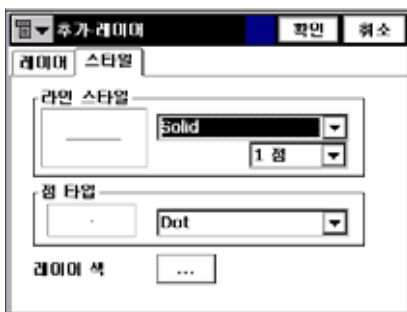 추가-레이어 확인 취소
레이어 스타일
라인 스타일
Solid
1 점
점 타입
Dot
레이어 색 ...